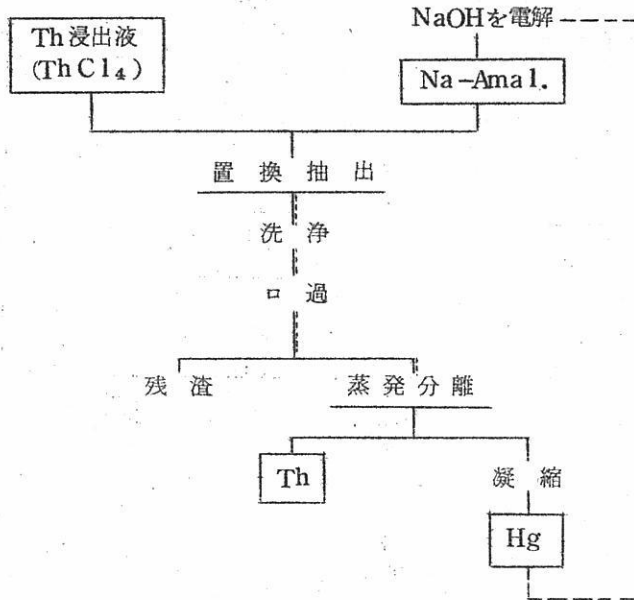 NaOHを電解
Th浸出液
(ThCl₄)
Na-Amal.
置換抽出
洗浄
ロ過
残渣
蒸発分離
Th
凝縮
Hg